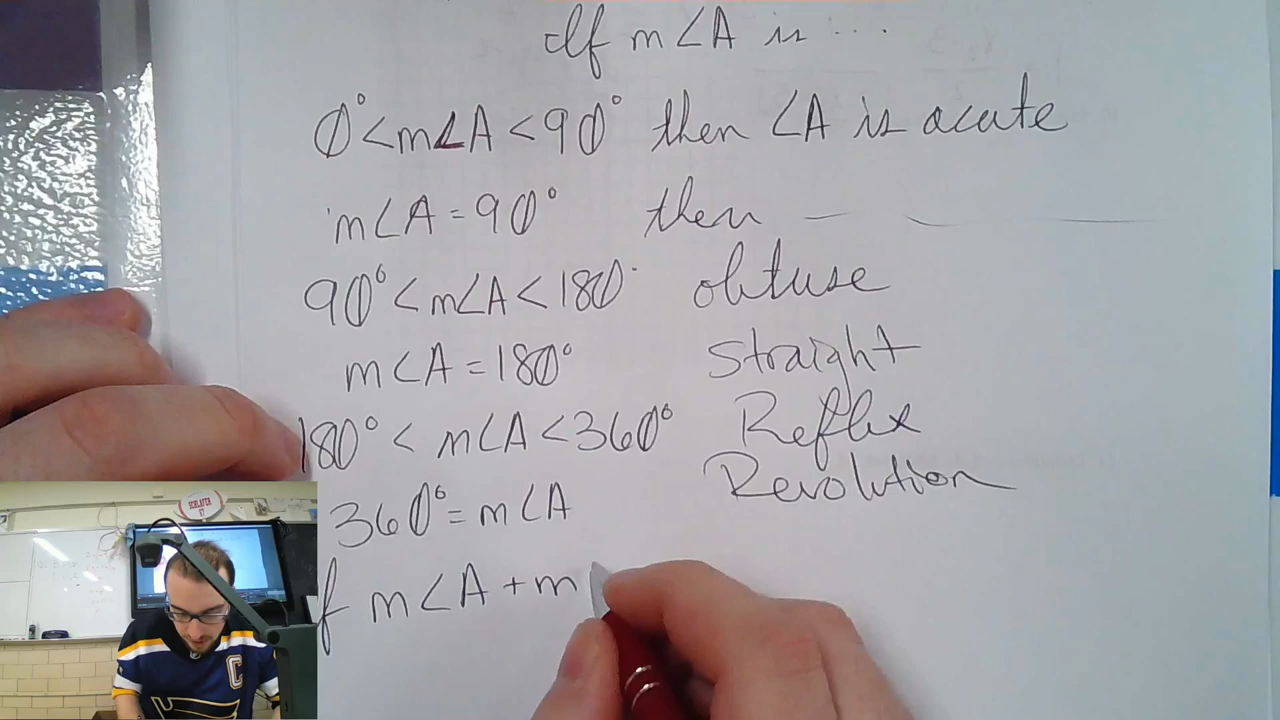 If m∠A is ...
0° < m∠A < 90° then ∠A is acute
m∠A = 90° then — ——
90° < m∠A < 180° obtuse
m∠A = 180° straight
180° < m∠A < 360° Reflex
360° = m∠A Revolution
f m∠A + m
C